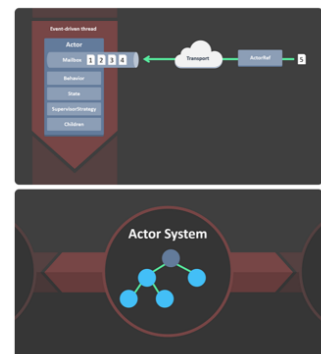 Event-driven thread
Actor
Mailbox 1 2 3 4
Transport
ActorRef
5
Behavior
State
SupervisorStrategy
Children
Actor System